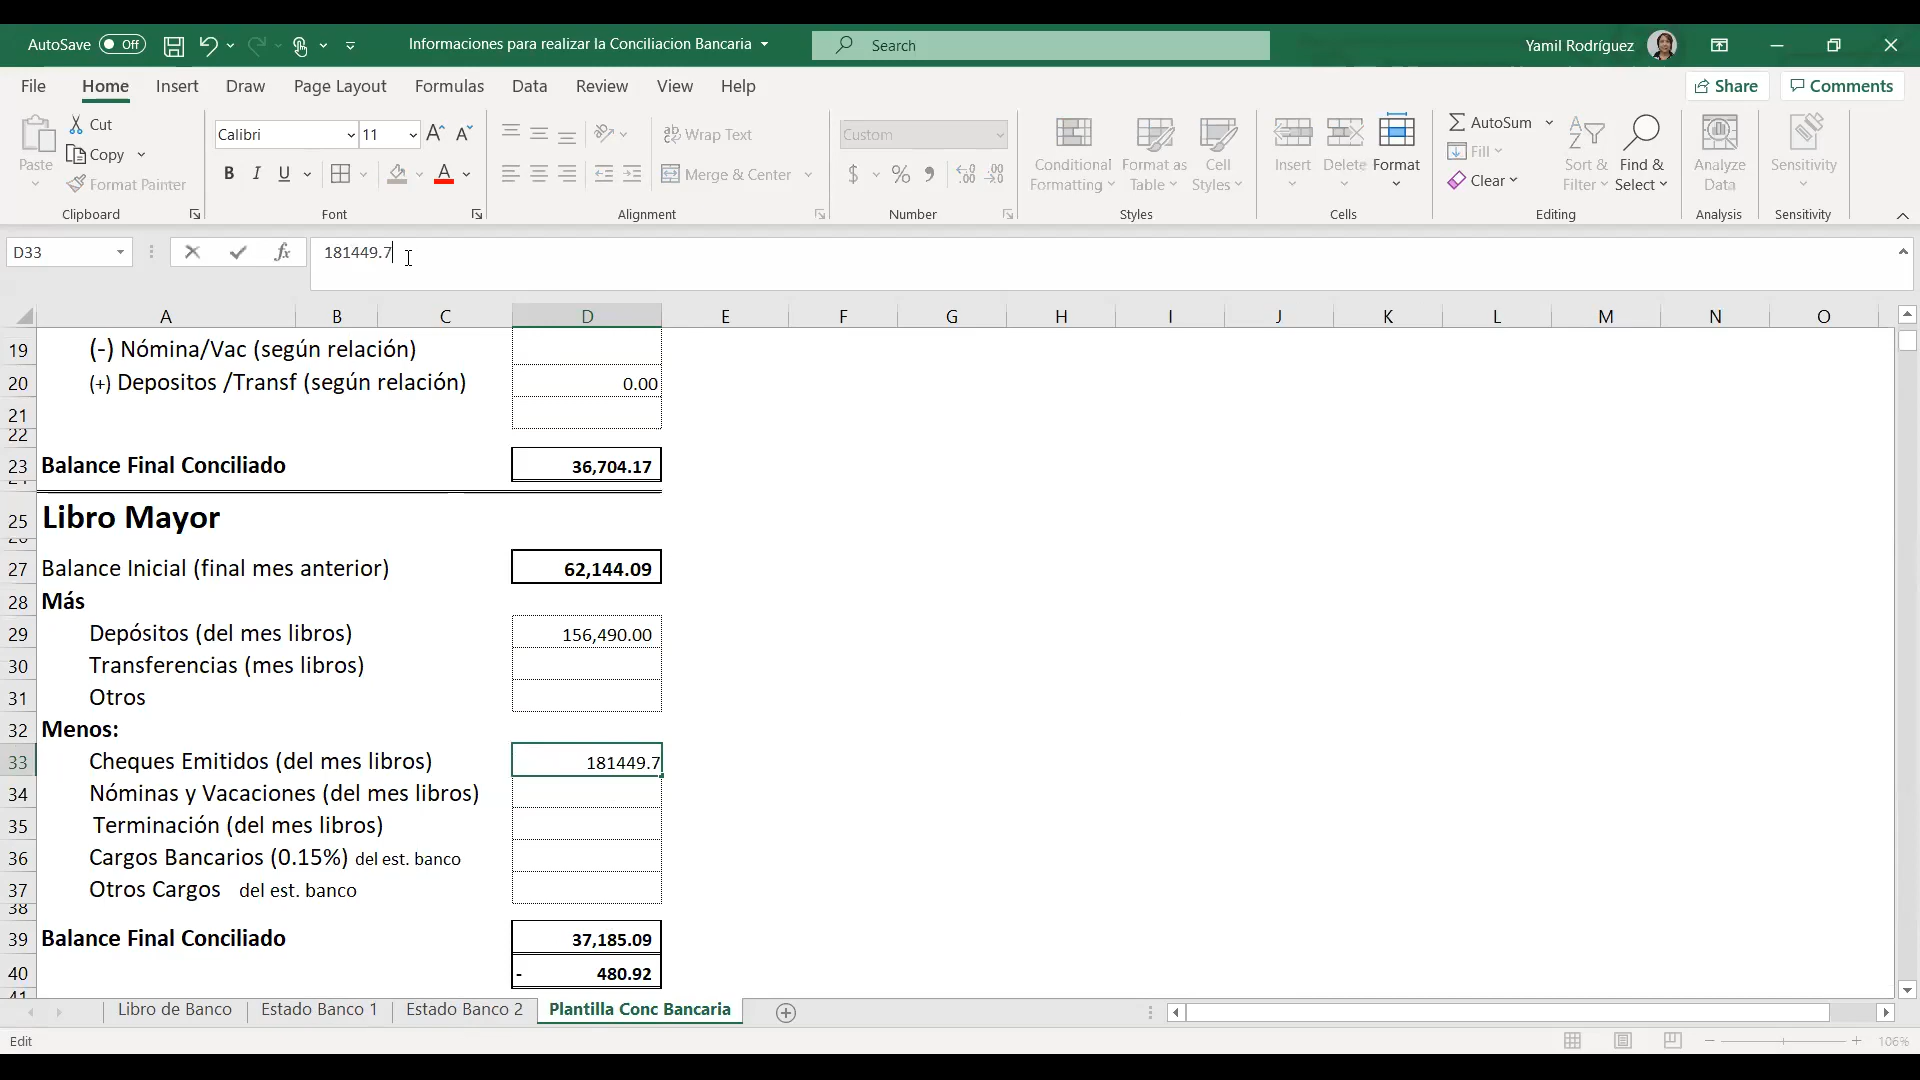 AutoSave Off
Informaciones para realizar la Conciliacion Bancaria
Search
Yamil Rodríguez
File Home Insert Draw Page Layout Formulas Data Review View Help
Share Comments
Paste
Cut
Copy
Format Painter
Clipboard
Calibri 11
B I U
Font
Wrap Text
Merge & Center
Alignment
Custom
$ %
Number
Conditional Formatting
Format as Table
Cell Styles
Styles
Insert Delete Format
Cells
AutoSum
Fill
Clear
Sort & Filter
Find & Select
Editing
Analyze Data
Analysis
Sensitivity
Sensitivity
D33 fx 181449.7
A B C D E F G H I J K L M N O
19 (-) Nómina/Vac (según relación)
20 (+) Depositos /Transf (según relación) 0.00
21
22
23 Balance Final Conciliado 36,704.17
25 Libro Mayor
27 Balance Inicial (final mes anterior) 62,144.09
28 Más
29 Depósitos (del mes libros) 156,490.00
30 Transferencias (mes libros)
31 Otros
32 Menos:
33 Cheques Emitidos (del mes libros) 181449.7
34 Nóminas y Vacaciones (del mes libros)
35 Terminación (del mes libros)
36 Cargos Bancarios (0.15%) del est. banco
37 Otros Cargos del est. banco
38
39 Balance Final Conciliado 37,185.09
40 - 480.92
41
Libro de Banco Estado Banco 1 Estado Banco 2 Plantilla Conc Bancaria
Edit 106%